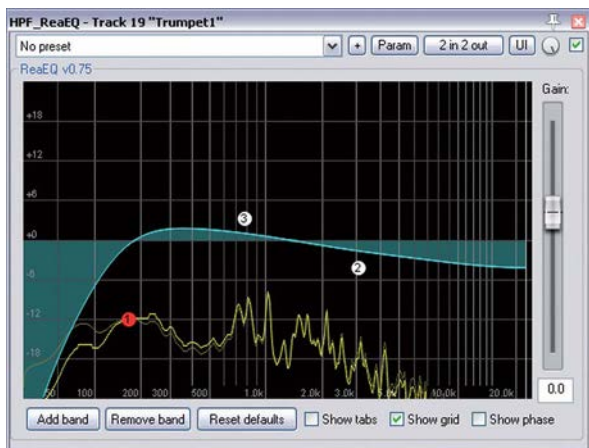 HPF_ReaEQ - Track 19 "Trumpet1"
No preset + Param 2 in 2 out UI
ReaEQ v0.75
Gain:
+18
+12
+6
+0
3
-6
2
-12
1
-18
50 100 200 300 500 1.0k 2.0k 3.0k 5.0k 10.0k 20.0k
0.0
Add band Remove band Reset defaults Show tabs Show grid Show phase